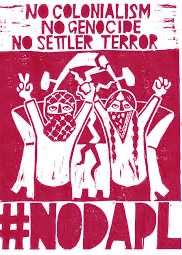 NO COLONIALISM
NO GENOCIDE
NO SETTLER TERROR
#NODAPL